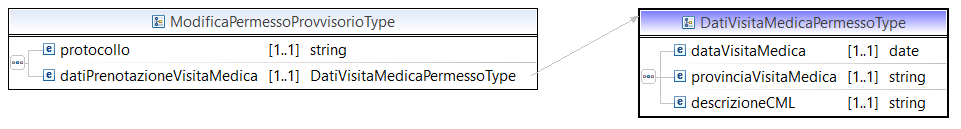 ModificaPermessoProvvisorioType
protocollo [1..1] string
datiPrenotazioneVisitaMedica [1..1] DatiVisitaMedicaPermessoType
DatiVisitaMedicaPermessoType
dataVisitaMedica [1..1] date
provinciaVisitaMedica [1..1] string
descrizioneCML [1..1] string